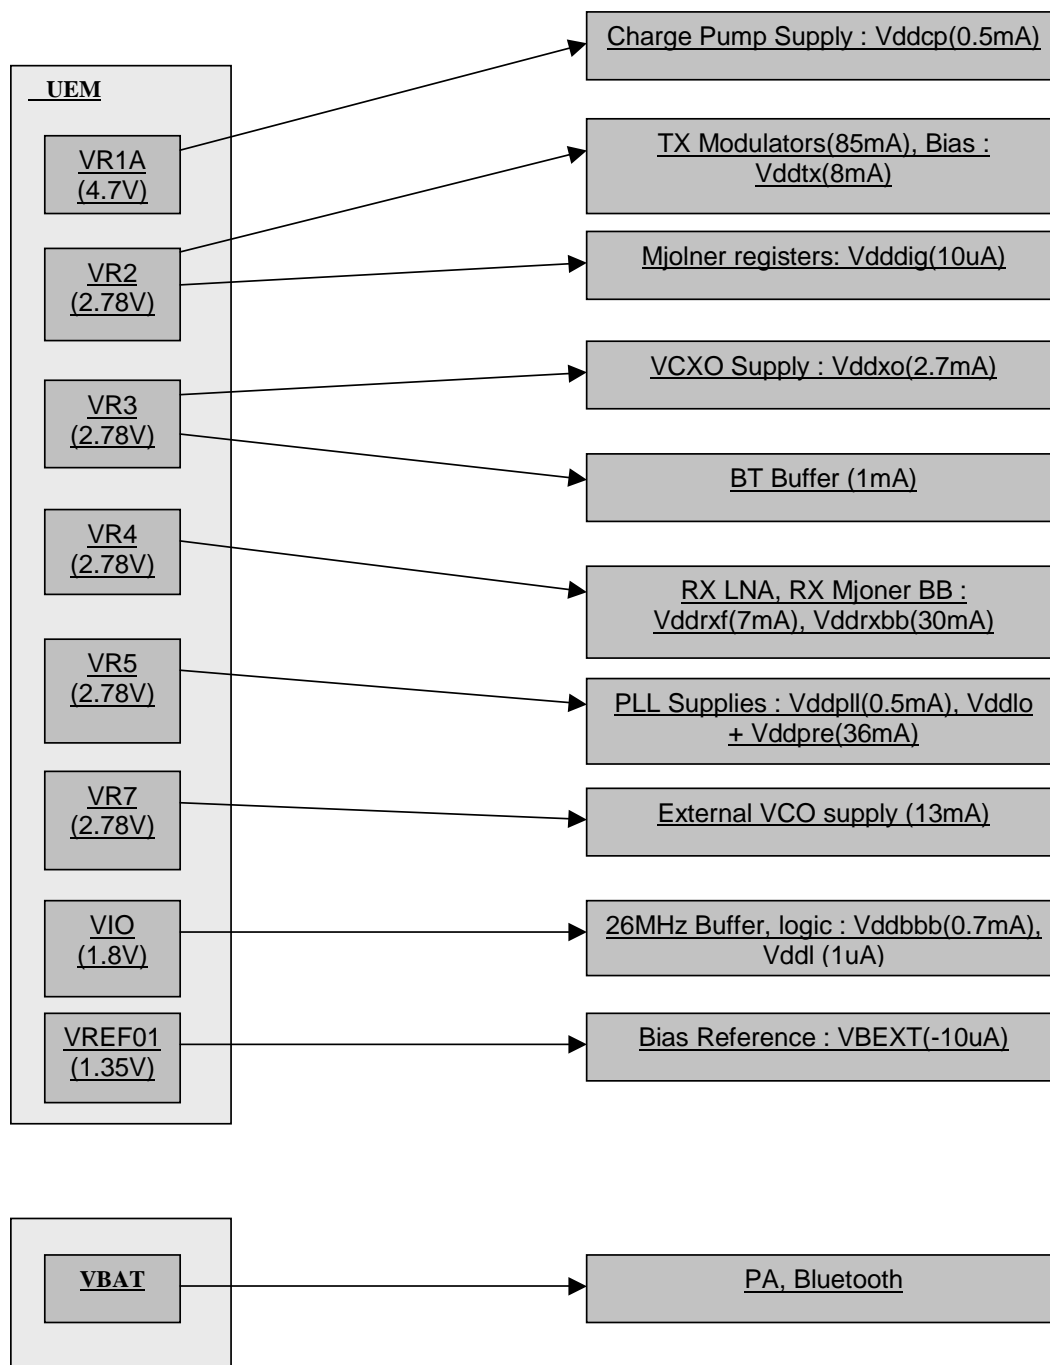 UEM
VR1A
(4.7V)
VR2
(2.78V)
VR3
(2.78V)
VR4
(2.78V)
VR5
(2.78V)
VR7
(2.78V)
VIO
(1.8V)
VREF01
(1.35V)
Charge Pump Supply : Vddcp(0.5mA)
TX Modulators(85mA), Bias :
Vddtx(8mA)
Mjolner registers: Vdddig(10uA)
VCXO Supply : Vddxo(2.7mA)
BT Buffer (1mA)
RX LNA, RX Mjoner BB :
Vddrxf(7mA), Vddrxbb(30mA)
PLL Supplies : Vddpll(0.5mA), Vddlo
+ Vddpre(36mA)
External VCO supply (13mA)
26MHz Buffer, logic : Vddbbb(0.7mA),
Vddl (1uA)
Bias Reference : VBEXT(-10uA)
VBAT
PA, Bluetooth